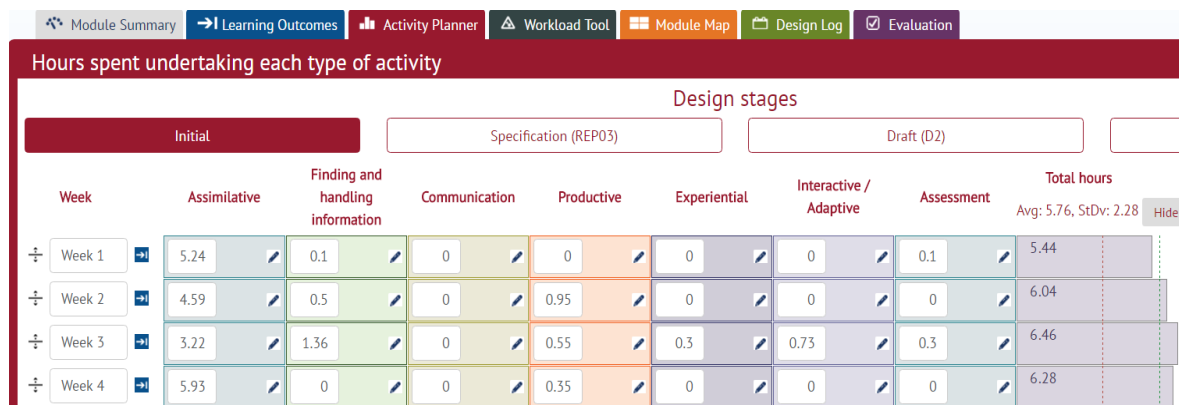 Module Summary Learning Outcomes Activity Planner Workload Tool Module Map Design Log Evaluation
Hours spent undertaking each type of activity
Design stages
Initial Specification (REP03) Draft (D2)
Week Assimilative Finding and handling information Communication Productive Experiential Interactive / Adaptive Assessment Total hours
Avg: 5.76, StDv: 2.28 Hide
Week 1 5.24 0.1 0 0 0 0 0.1 5.44
Week 2 4.59 0.5 0 0.95 0 0 0 6.04
Week 3 3.22 1.36 0 0.55 0.3 0.73 0.3 6.46
Week 4 5.93 0 0 0.35 0 0 0 6.28